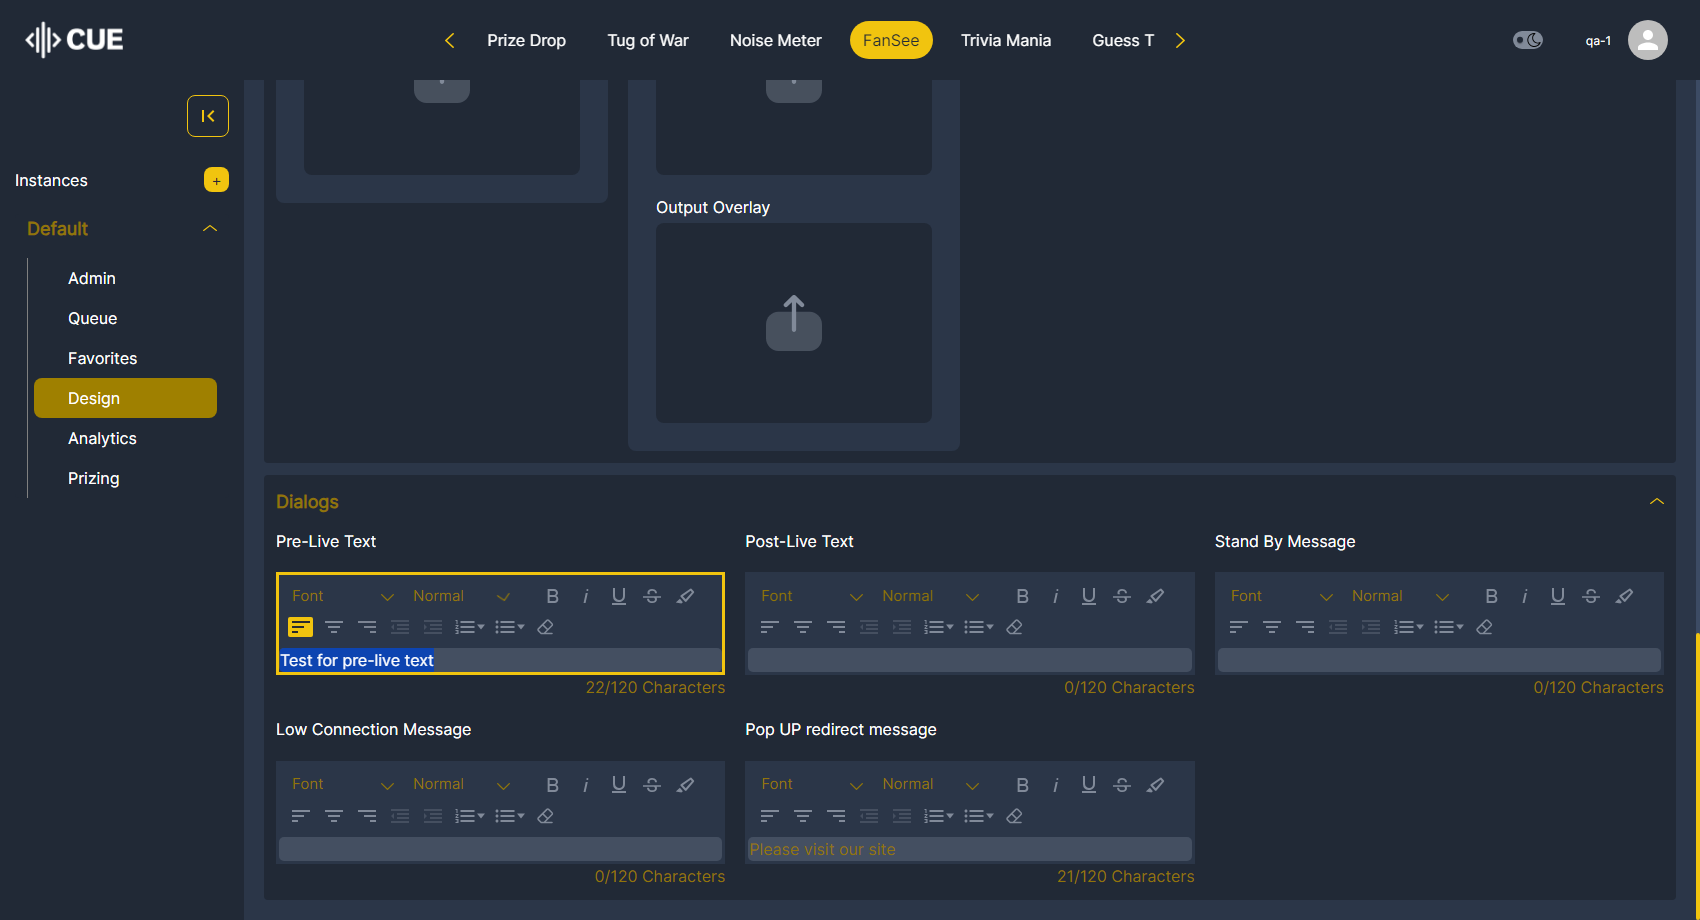 CUE
Prize Drop
Tug of War
Noise Meter
FanSee
Trivia Mania
Guess T
qa-1
Instances
+
Default
Admin
Queue
Favorites
Design
Analytics
Prizing
Output Overlay
Dialogs
Pre-Live Text
Post-Live Text
Stand By Message
Font Normal B i U S
Font Normal B i U S
Font Normal B i U S
Test for pre-live text
22/120 Characters
0/120 Characters
0/120 Characters
Low Connection Message
Pop UP redirect message
Font Normal B i U S
Font Normal B i U S
Please visit our site
0/120 Characters
21/120 Characters